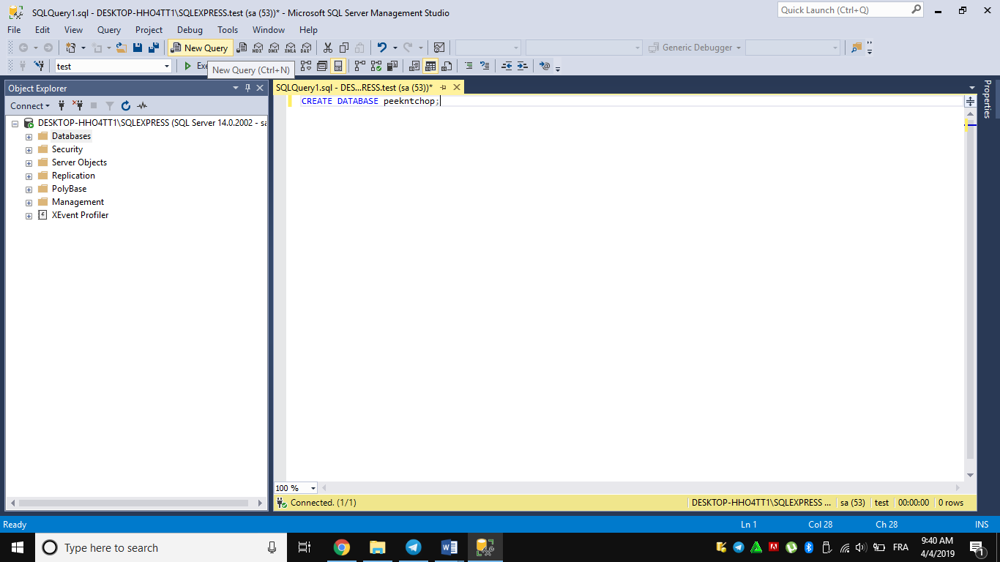 SQLQuery1.sql - DESKTOP-HHO4TT1\SQLEXPRESS.test (sa (53))* - Microsoft SQL Server Management Studio
Quick Launch (Ctrl+Q)
File Edit View Query Project Debug Tools Window Help
New Query
MDX DMX XMLA DAX
Generic Debugger
test
New Query (Ctrl+N)
Object Explorer
SQLQuery1.sql - DES...RESS.test (sa (53))*
Properties
Connect
CREATE DATABASE peekntchop;
DESKTOP-HHO4TT1\SQLEXPRESS (SQL Server 14.0.2002 - sa
Databases
Security
Server Objects
Replication
PolyBase
Management
XEvent Profiler
100 %
Connected. (1/1)
DESKTOP-HHO4TT1\SQLEXPRESS ... sa (53) test 00:00:00 0 rows
Ready
Ln 1 Col 28 Ch 28 INS
Type here to search
FRA
9:40 AM
4/4/2019
1